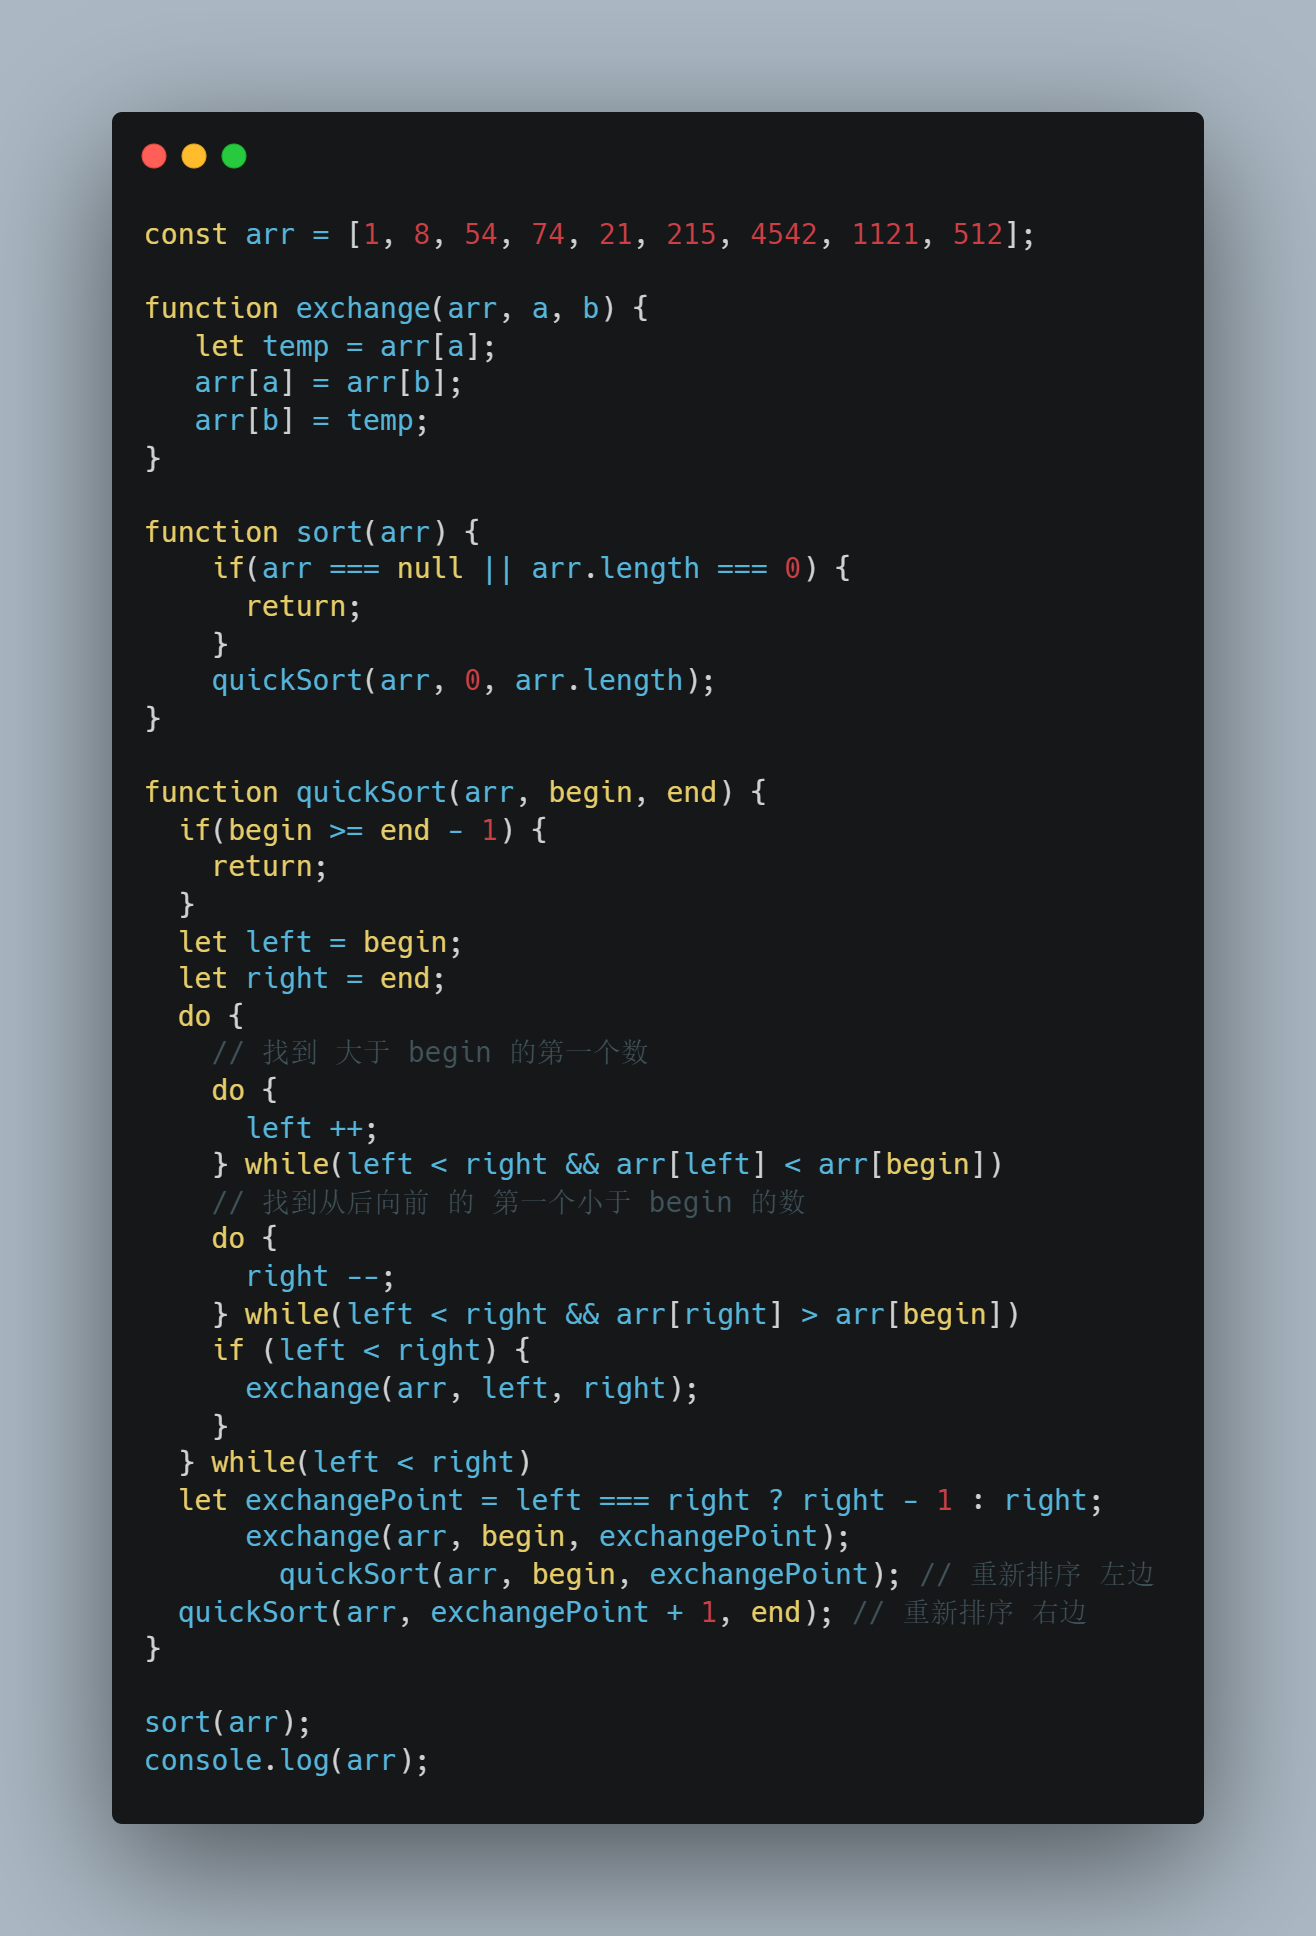 const arr = [1, 8, 54, 74, 21, 215, 4542, 1121, 512];

function exchange(arr, a, b) {
   let temp = arr[a];
   arr[a] = arr[b];
   arr[b] = temp;
}

function sort(arr) {
    if(arr === null || arr.length === 0) {
      return;
    }
    quickSort(arr, 0, arr.length);
}

function quickSort(arr, begin, end) {
  if(begin >= end - 1) {
    return;
  }
  let left = begin;
  let right = end;
  do {
    // 找到 大于 begin 的第一个数
    do {
      left ++;
    } while(left < right && arr[left] < arr[begin])
    // 找到从后向前 的 第一个小于 begin 的数
    do {
      right --;
    } while(left < right && arr[right] > arr[begin])
    if (left < right) {
      exchange(arr, left, right);
    }
  } while(left < right)
  let exchangePoint = left === right ? right - 1 : right;
      exchange(arr, begin, exchangePoint);
        quickSort(arr, begin, exchangePoint); // 重新排序 左边
  quickSort(arr, exchangePoint + 1, end); // 重新排序 右边
}

sort(arr);
console.log(arr);